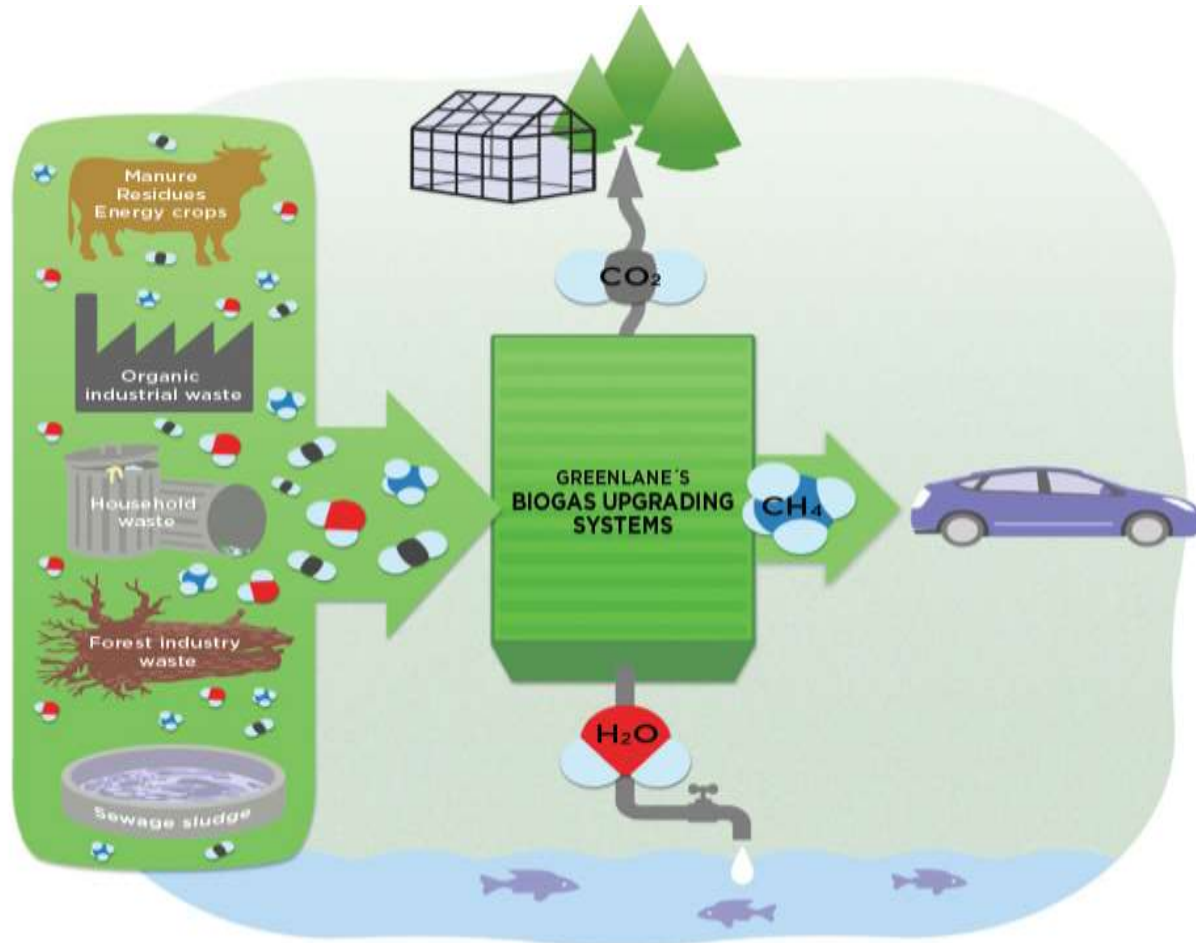 Manure
Residues
Energy crops
Organic
industrial waste
Household
waste
Forest industry
waste
Sewage sludge
CO₂
GREENLANE´S
BIOGAS UPGRADING
SYSTEMS
CH₄
H₂O